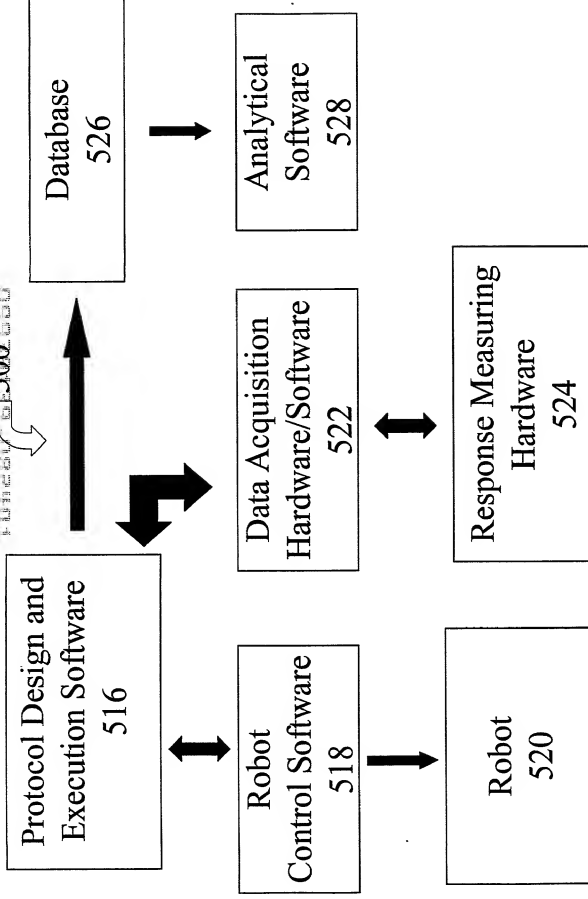 Protocol Design and
Execution Software
516
Database
526
Robot
Control Software
518
Data Acquisition
Hardware/Software
522
Analytical
Software
528
Robot
520
Response Measuring
Hardware
524